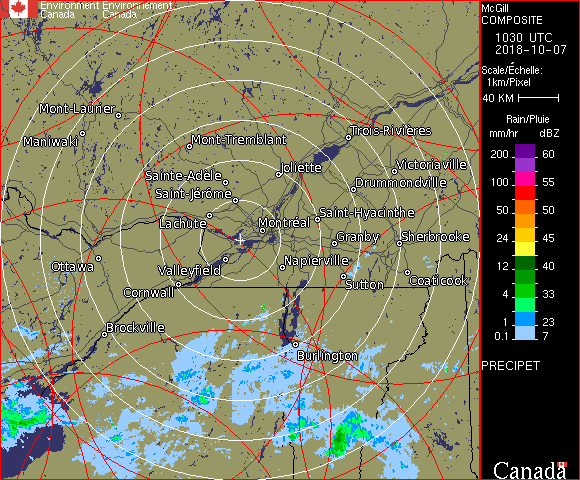 Environment Environnement
Canada Canada
McGill
COMPOSITE
1030 UTC
2018-10-07
Scale/Échelle:
1km/Pixel
40 KM
Rain/Pluie
mm/hr dBZ
200 60
100 55
50 50
24 45
12 40
4 33
1 23
0.1 7
PRECIPET
Canada
Mont-Laurier
Maniwaki
Mont-Tremblant
Trois-Rivières
Sainte-Adèle
Joliette
Victoriaville
Saint-Jérôme
Drummondville
Lachute
Montréal
Saint-Hyacinthe
Granby
Sherbrooke
Ottawa
Valleyfield
Napierville
Cornwall
Sutton
Coaticook
Brockville
Burlington